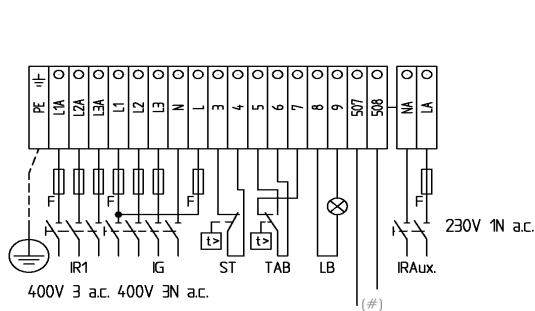 PE L1A L2A L3A L1 L2 L3 N L 3 4 5 6 7 8 9 507 508 NA LA
F F F F
230V 1N a.c.
t> t>
IR1 IG ST TAB LB IRAux.
400V 3 a.c. 400V 3N a.c.
(#)